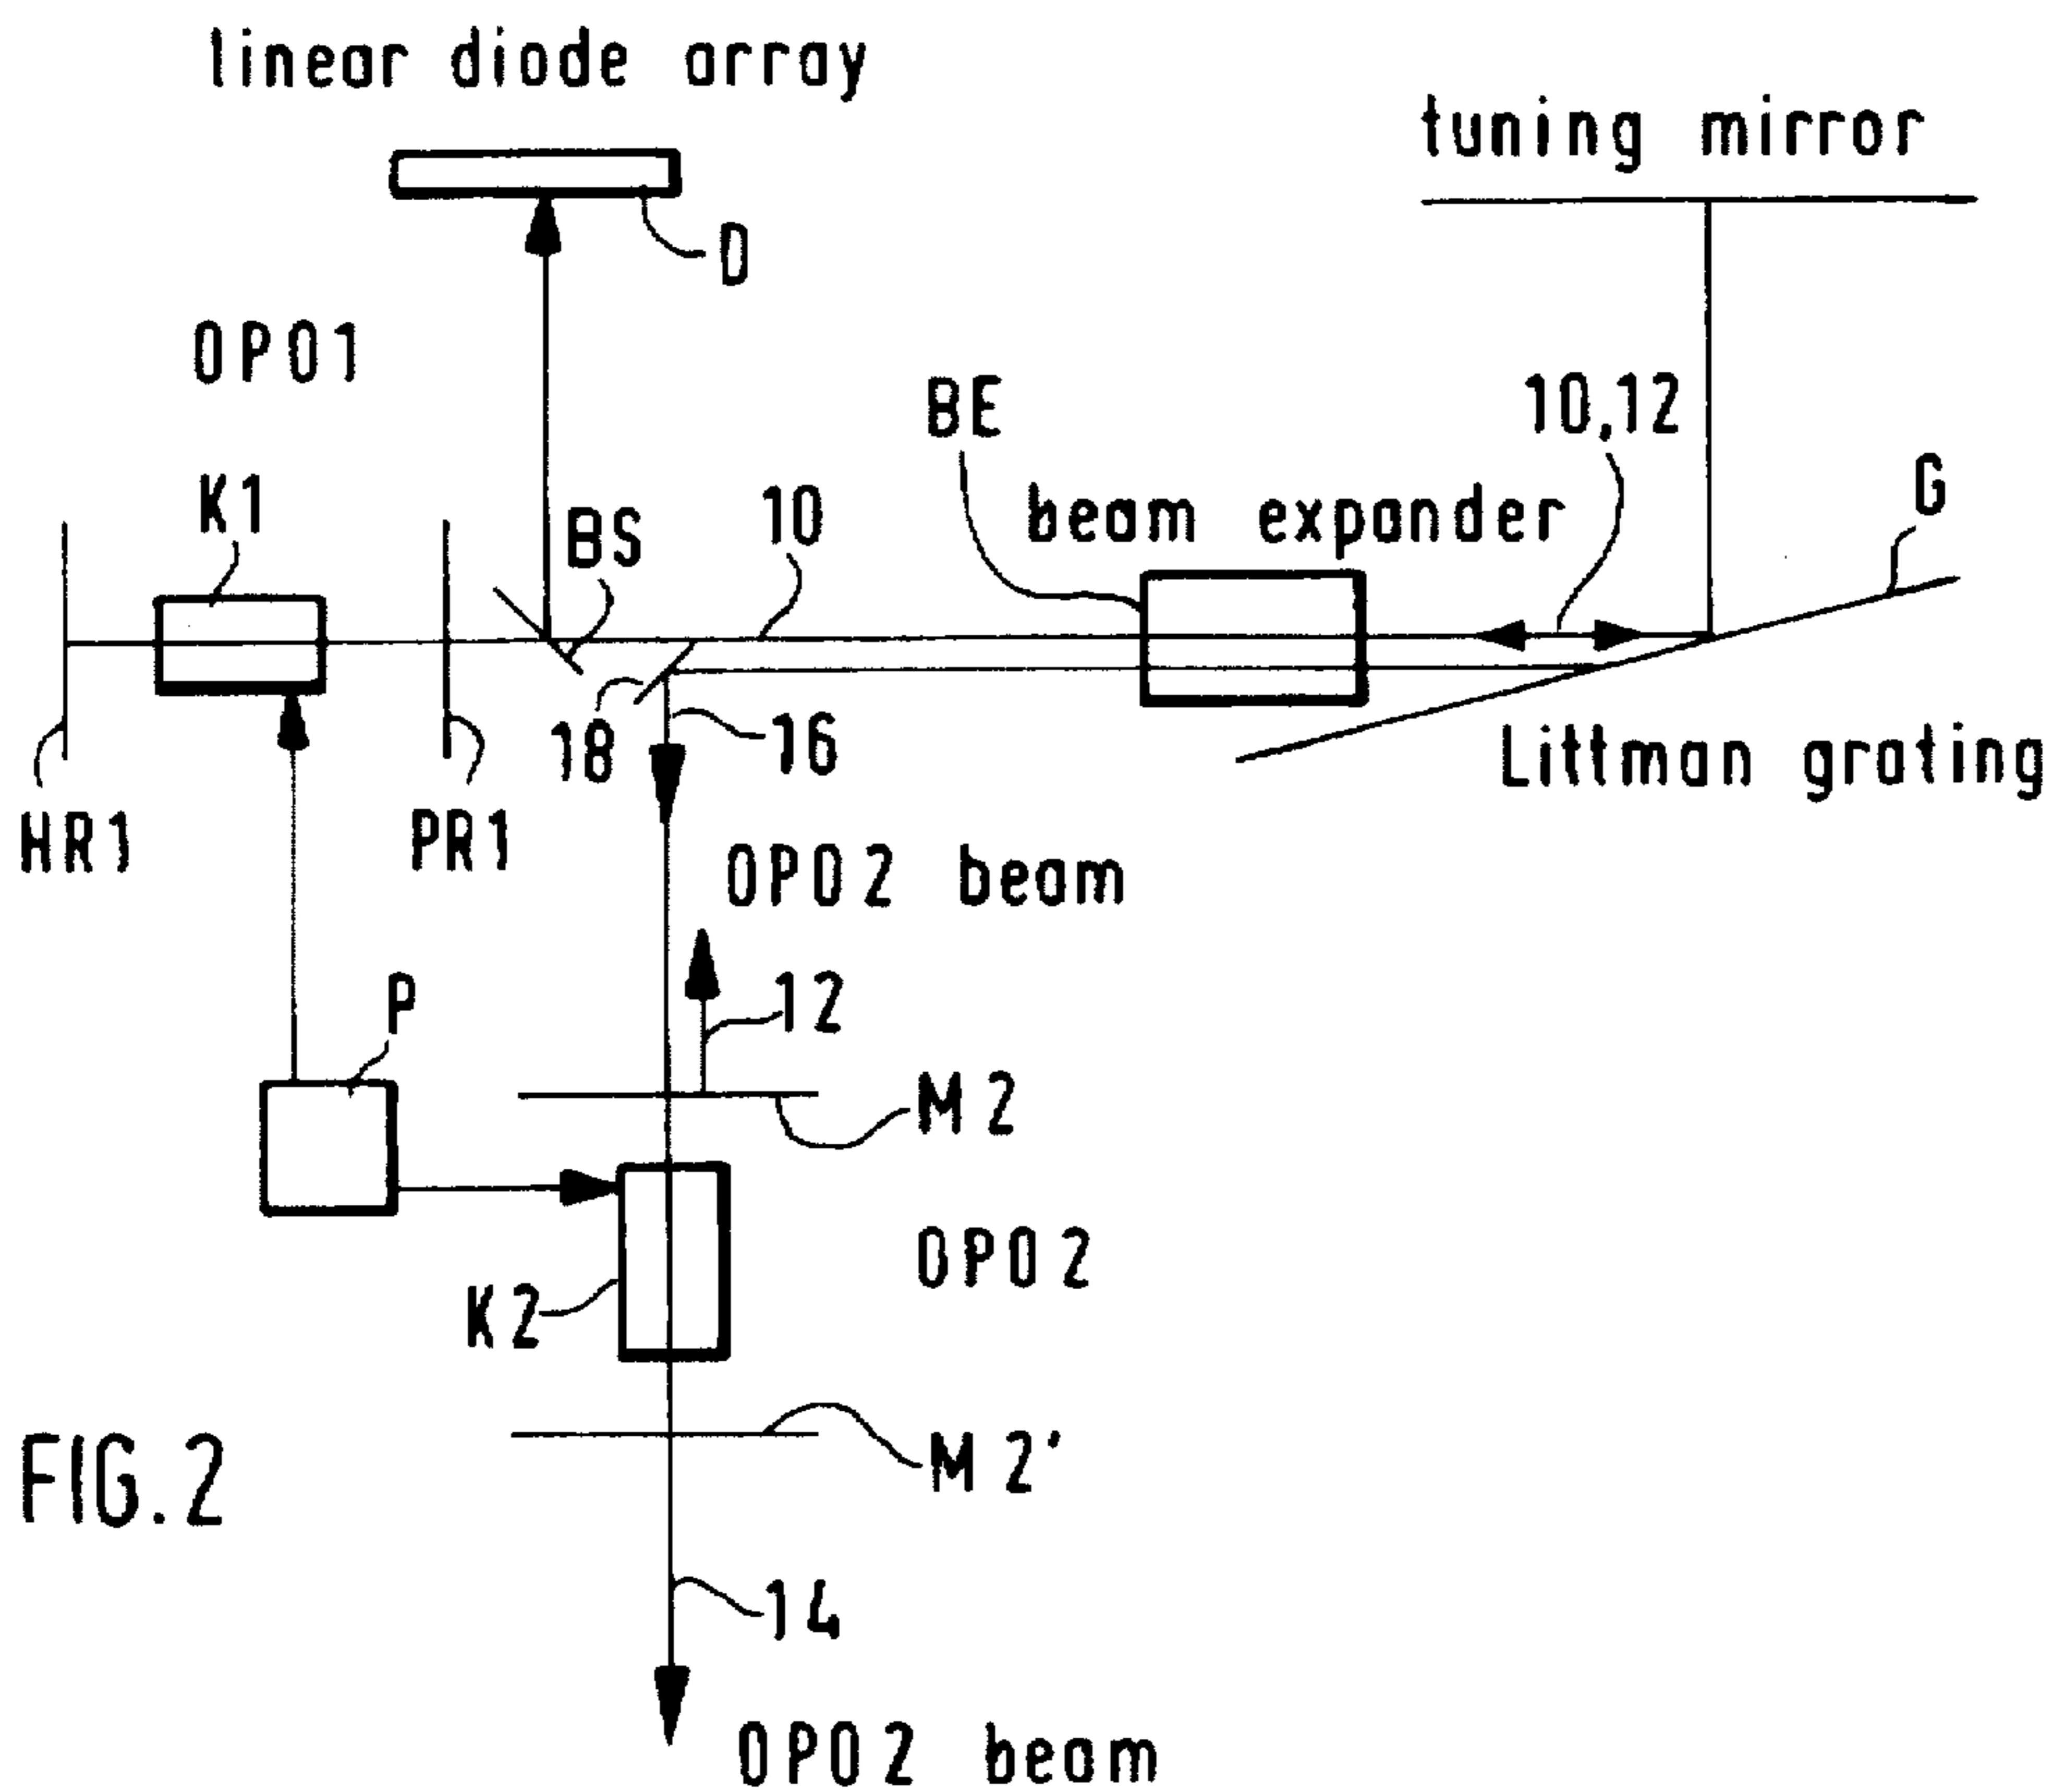 linear diode array
tuning mirror
D
OPO1
BE
10,12
G
K1
BS
10
beam expander
18
16
Littman grating
HR1
PR1
OPO2 beam
P
12
M2
OPO2
K2
M2'
FIG.2
14
OPO2 beam